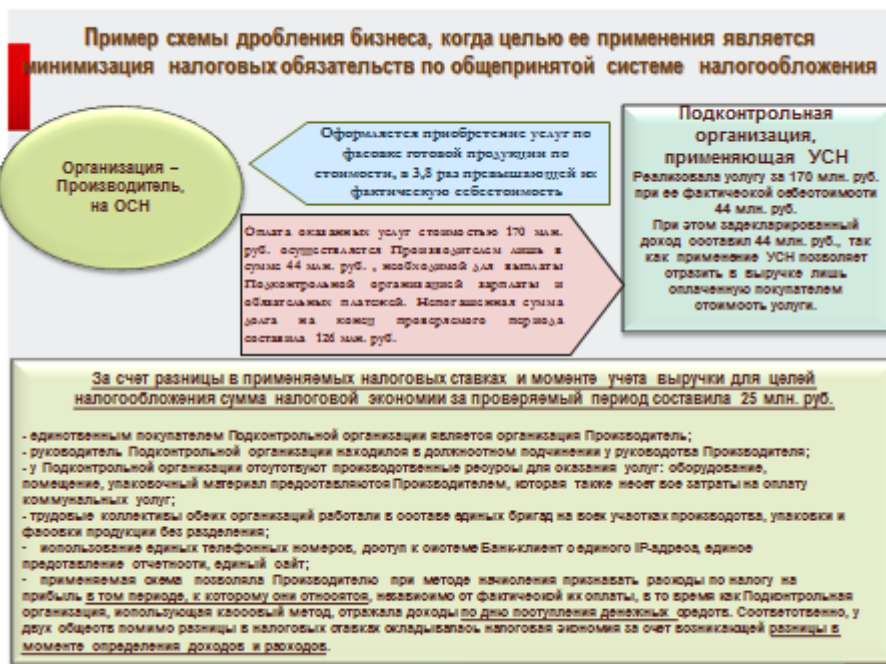 Пример схемы дробления бизнеса, когда целью ее применения является
минимизация налоговых обязательств по общепринятой системе налогообложения
Организация –
Производитель,
на ОСН
Оформляется приобретение услуг по
фасовке готовой продукции по
стоимости, в 3,8 раз превышающей их
фактическую себестоимость
Оплата оказанных услуг стоимостью 170 млн.
руб. осуществляется Производителем лишь в
сумме 44 млн. руб. , необходимой для выплаты
Подконтрольной организацией зарплаты и
обязательных платежей. Непогашенная сумма
долга на конец проверяемого периода
составила 126 млн. руб.
Подконтрольная
организация,
применяющая УСН
Реализовала услугу за 170 млн. руб.
при ее фактической себестоимости
44 млн. руб.
При этом задекларированный
доход составил 44 млн. руб., так
как применение УСН позволяет
отразить в выручке лишь
оплаченную покупателем
стоимость услуги.
За счет разницы в применяемых налоговых ставках и моменте учета выручки для целей
налогообложения сумма налоговой экономии за проверяемый период составила 25 млн. руб.
- единственным покупателем Подконтрольной организации является организация Производитель;
- руководитель Подконтрольной организации находился в должностном подчинении у руководства Производителя;
- у Подконтрольной организации отсутствуют производственные ресурсы для оказания услуг: оборудование,
помещение, упаковочный материал предоставляются Производителем, которая также несет все затраты на оплату
коммунальных услуг;
- трудовые коллективы обеих организаций работали в составе единых бригад на всех участках производства, упаковки и
фасовки продукции без разделения;
- использование единых телефонных номеров, доступ к системе Банк-клиент с единого IP-адреса, единое
представление отчетности, единый сайт;
- применяемая схема позволяла Производителю при методе начисления признавать расходы по налогу на
прибыль в том периоде, к которому они относятся, независимо от фактической их оплаты, в то время как Подконтрольная
организация, использующая кассовый метод, отражала доходы по дню поступления денежных средств. Соответственно, у
двух обществ помимо разницы в налоговых ставках складывалась налоговая экономия за счет возникающей разницы в
моменте определения доходов и расходов.